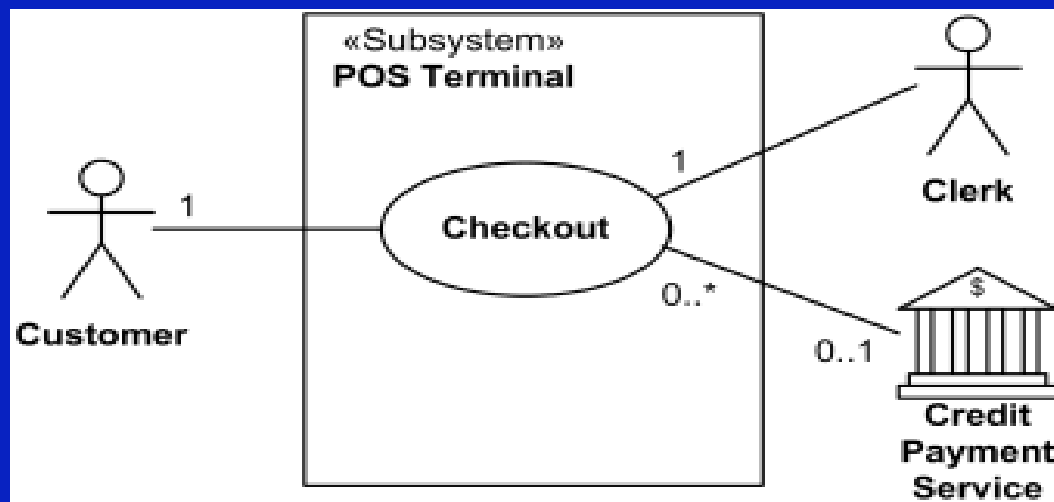 «Subsystem»
POS Terminal
1
Checkout
1
0..*
0..1
Customer
Clerk
$
Credit
Payment
Service